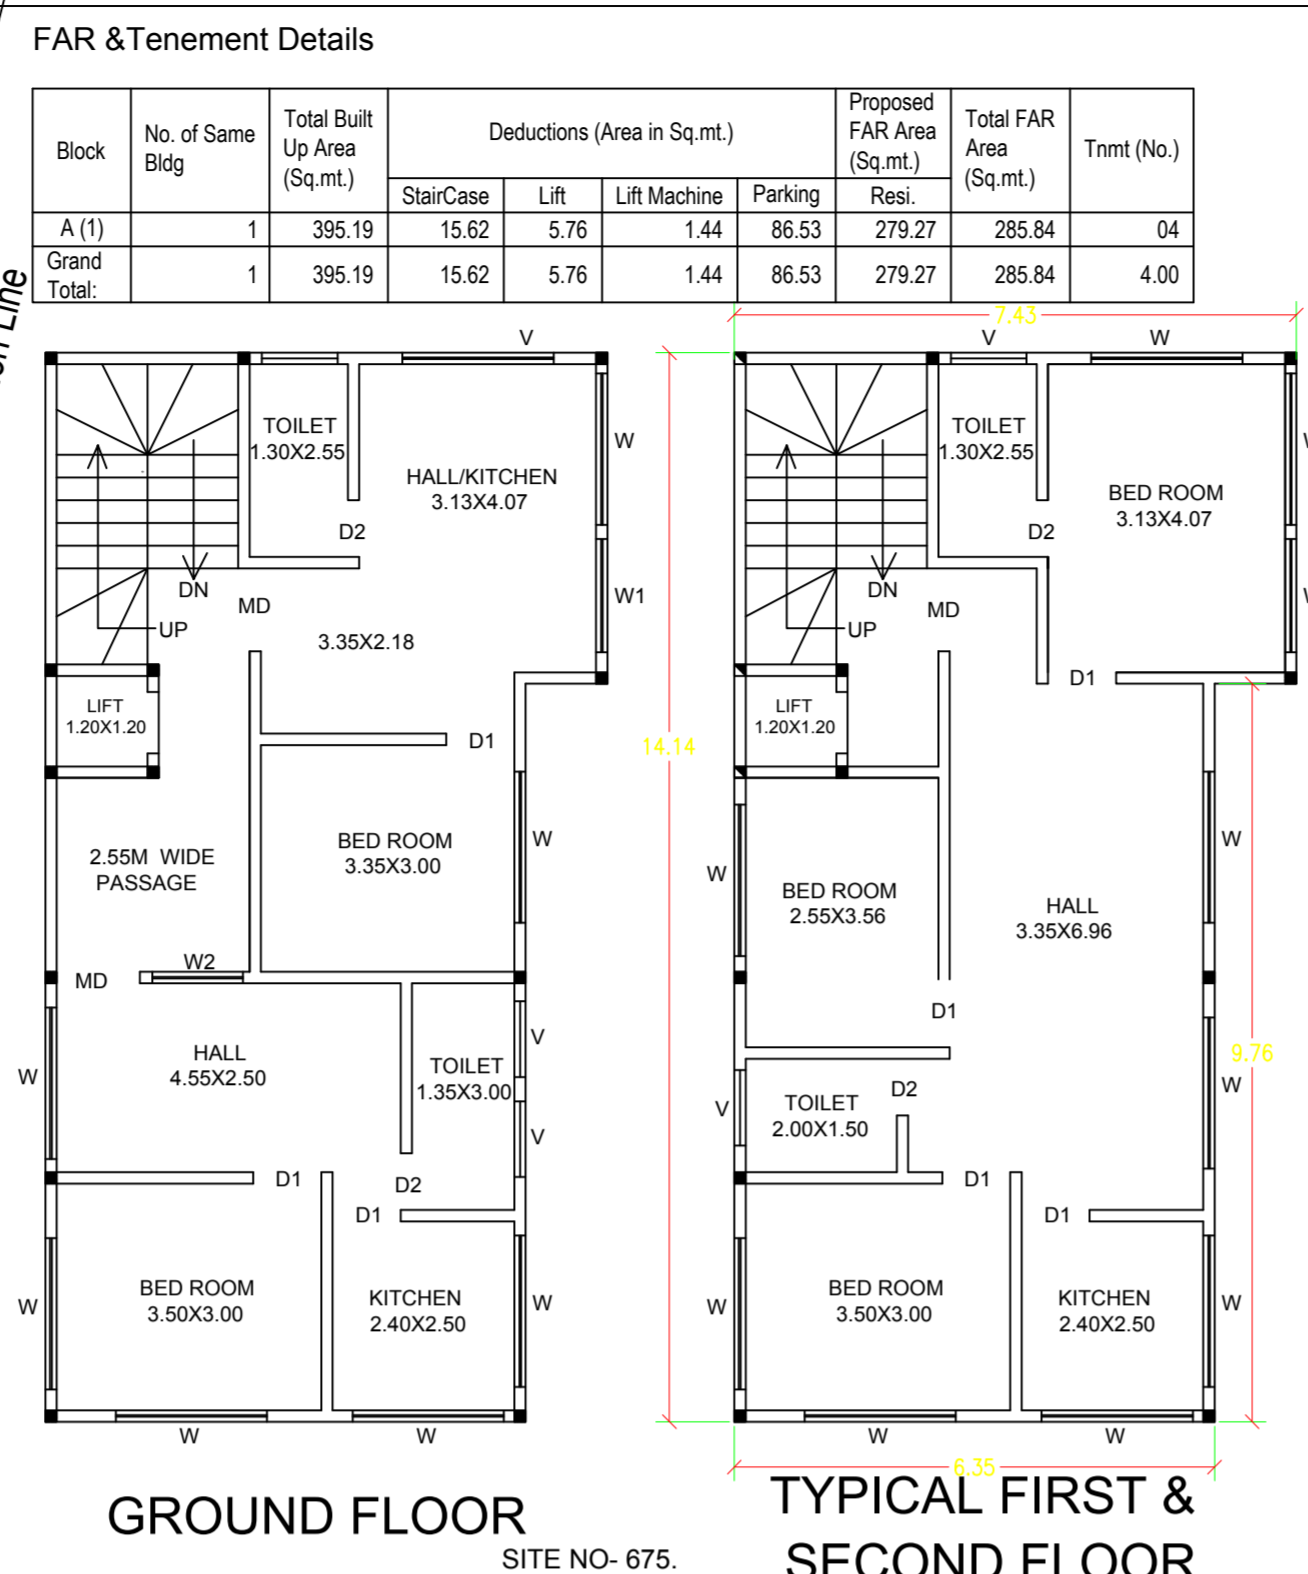 FAR &Tenement Details
Block
No. of Same
Bldg
Total Built
Up Area
(Sq.mt.)
Deductions (Area in Sq.mt.)
Proposed
FAR Area
(Sq.mt.)
Total FAR
Area
(Sq.mt.)
Tnmt (No.)
StairCase Lift Lift Machine Parking Resi.
A (1) 1 395.19 15.62 5.76 1.44 86.53 279.27 285.84 04
Grand
Total: 1 395.19 15.62 5.76 1.44 86.53 279.27 285.84 4.00
Line
V
TOILET
1.30X2.55
W
HALL/KITCHEN
3.13X4.07
D2
DN
MD
W1
UP
3.35X2.18
LIFT
1.20X1.20
D1
BED ROOM
3.35X3.00
W
2.55M WIDE
PASSAGE
W2
MD
V
HALL
4.55X2.50
TOILET
1.35X3.00
W
V
D1
D2
D1
BED ROOM
3.50X3.00
KITCHEN
2.40X2.50
W
W
W
W
GROUND FLOOR
7.43
V
W
TOILET
1.30X2.55
W
BED ROOM
3.13X4.07
D2
DN
MD
W
UP
D1
LIFT
1.20X1.20
14.14
W
W
BED ROOM
2.55X3.56
HALL
3.35X6.96
D1
9.76
W
D2
V
TOILET
2.00X1.50
D1
D1
BED ROOM
3.50X3.00
KITCHEN
2.40X2.50
W
W
W
W
6.35
TYPICAL FIRST &
SECOND FLOOR
SITE NO- 675.